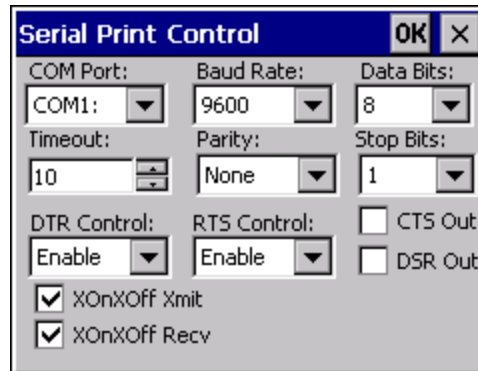 Serial Print Control OK ×
COM Port: Baud Rate: Data Bits:
COM1: 9600 8
Timeout: Parity: Stop Bits:
10 None 1
DTR Control: RTS Control: CTS Out
Enable Enable DSR Out
XOnXOff Xmit
XOnXOff Recv